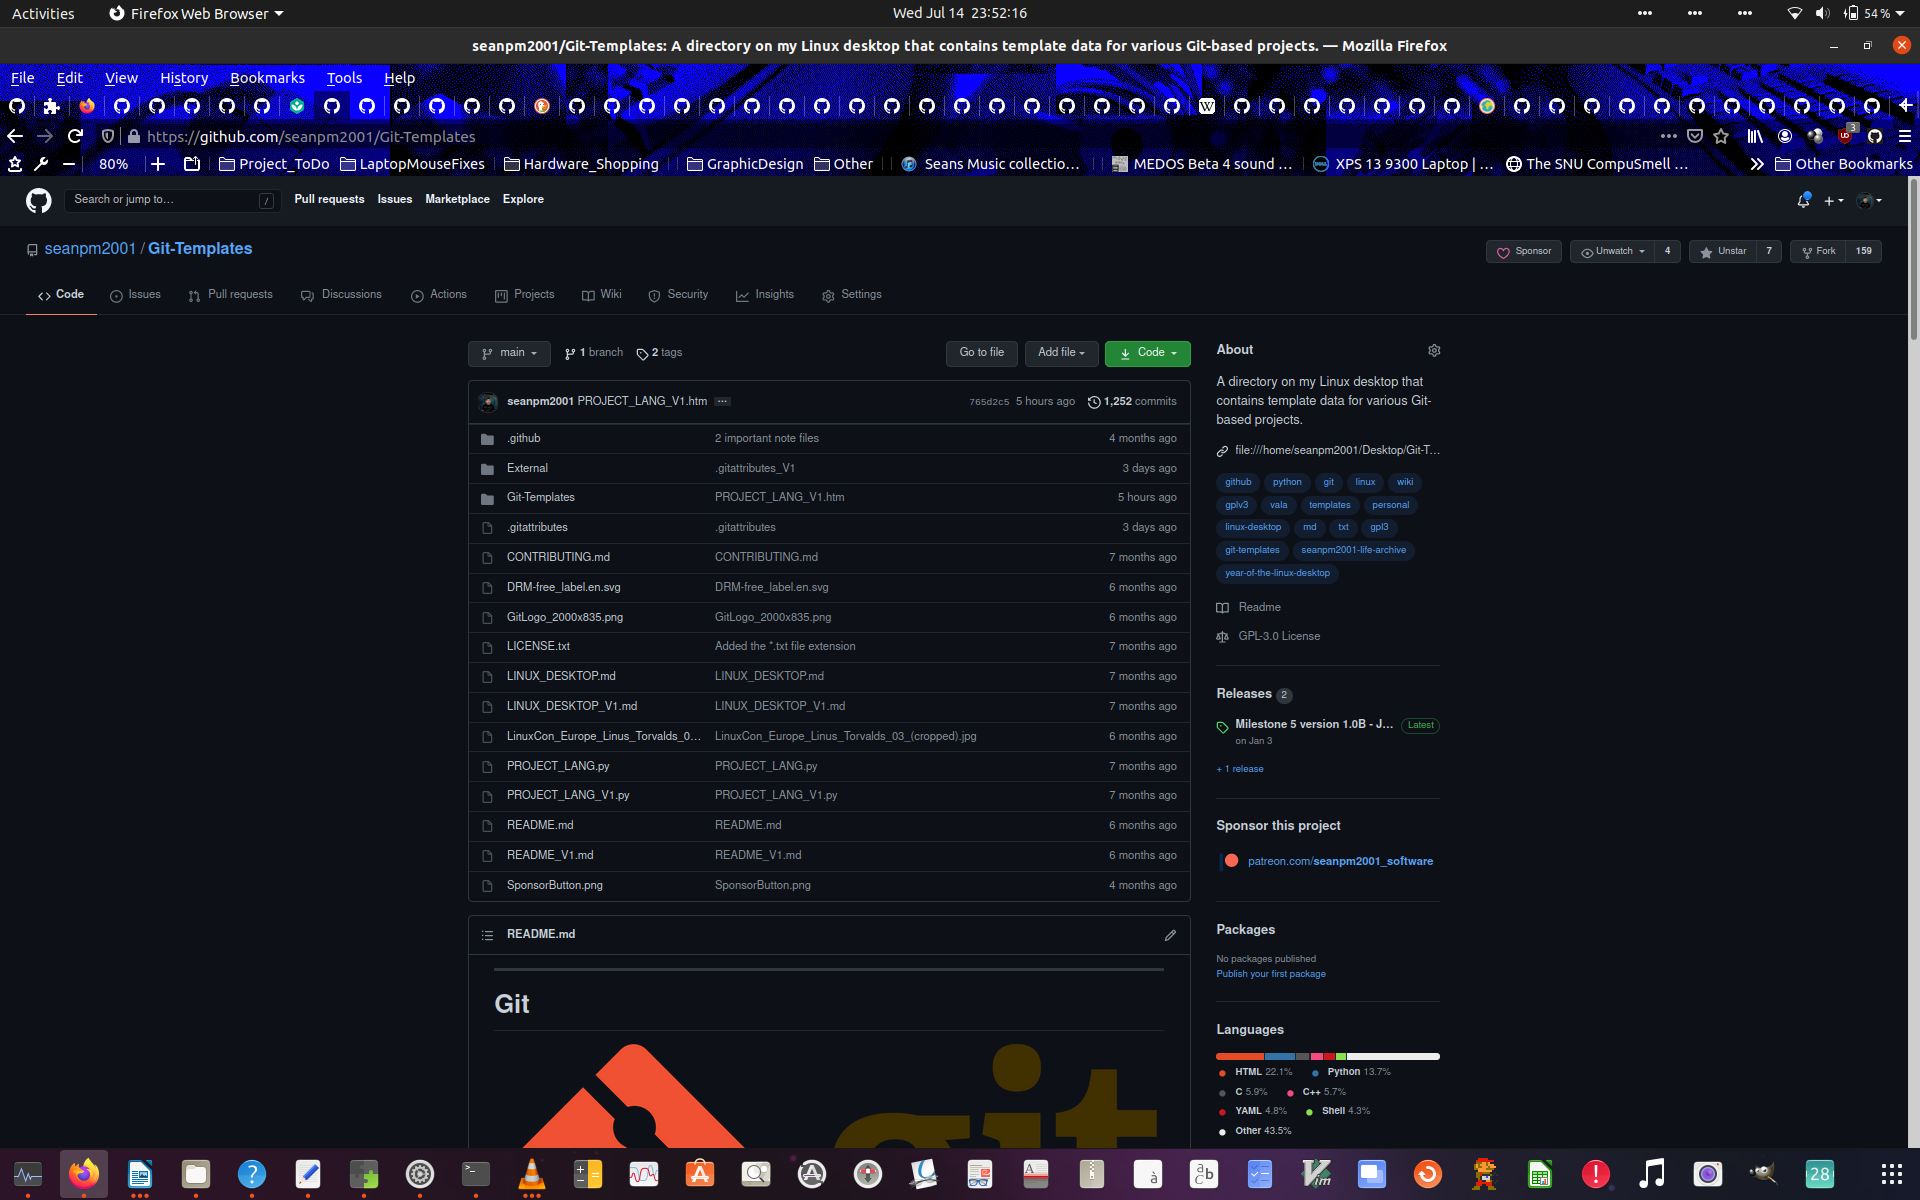 Activities Firefox Web Browser Wed Jul 14 23:52:16 54 %
seanpm2001/Git-Templates: A directory on my Linux desktop that contains template data for various Git-based projects. — Mozilla Firefox
File Edit View History Bookmarks Tools Help
https://github.com/seanpm2001/Git-Templates 3
80% Project_ToDo LaptopMouseFixes Hardware_Shopping GraphicDesign Other Seans Music collectio… MEDOS Beta 4 sound … XPS 13 9300 Laptop | … The SNU CompuSmell … Other Bookmarks
Search or jump to… / Pull requests Issues Marketplace Explore
seanpm2001 / Git-Templates Sponsor Unwatch 4 Unstar 7 Fork 159
Code Issues Pull requests Discussions Actions Projects Wiki Security Insights Settings
main 1 branch 2 tags Go to file Add file Code
seanpm2001 PROJECT_LANG_V1.htm ... 765d2c5 5 hours ago 1,252 commits
.github 2 important note files 4 months ago
External .gitattributes_V1 3 days ago
Git-Templates PROJECT_LANG_V1.htm 5 hours ago
.gitattributes .gitattributes 3 days ago
CONTRIBUTING.md CONTRIBUTING.md 7 months ago
DRM-free_label.en.svg DRM-free_label.en.svg 6 months ago
GitLogo_2000x835.png GitLogo_2000x835.png 6 months ago
LICENSE.txt Added the *.txt file extension 7 months ago
LINUX_DESKTOP.md LINUX_DESKTOP.md 7 months ago
LINUX_DESKTOP_V1.md LINUX_DESKTOP_V1.md 7 months ago
LinuxCon_Europe_Linus_Torvalds_0… LinuxCon_Europe_Linus_Torvalds_03_(cropped).jpg 6 months ago
PROJECT_LANG.py PROJECT_LANG.py 7 months ago
PROJECT_LANG_V1.py PROJECT_LANG_V1.py 7 months ago
README.md README.md 6 months ago
README_V1.md README_V1.md 6 months ago
SponsorButton.png SponsorButton.png 4 months ago
README.md
Git
git
About
A directory on my Linux desktop that
contains template data for various Git-
based projects.
file:///home/seanpm2001/Desktop/Git-T…
github python git linux wiki
gplv3 vala templates personal
linux-desktop md txt gpl3
git-templates seanpm2001-life-archive
year-of-the-linux-desktop
Readme
GPL-3.0 License
Releases 2
Milestone 5 version 1.0B - J… Latest
on Jan 3
+ 1 release
Sponsor this project
patreon.com/seanpm2001_software
Packages
No packages published
Publish your first package
Languages
HTML 22.1% Python 13.7%
C 5.9% C++ 5.7%
YAML 4.8% Shell 4.3%
Other 43.5%
28